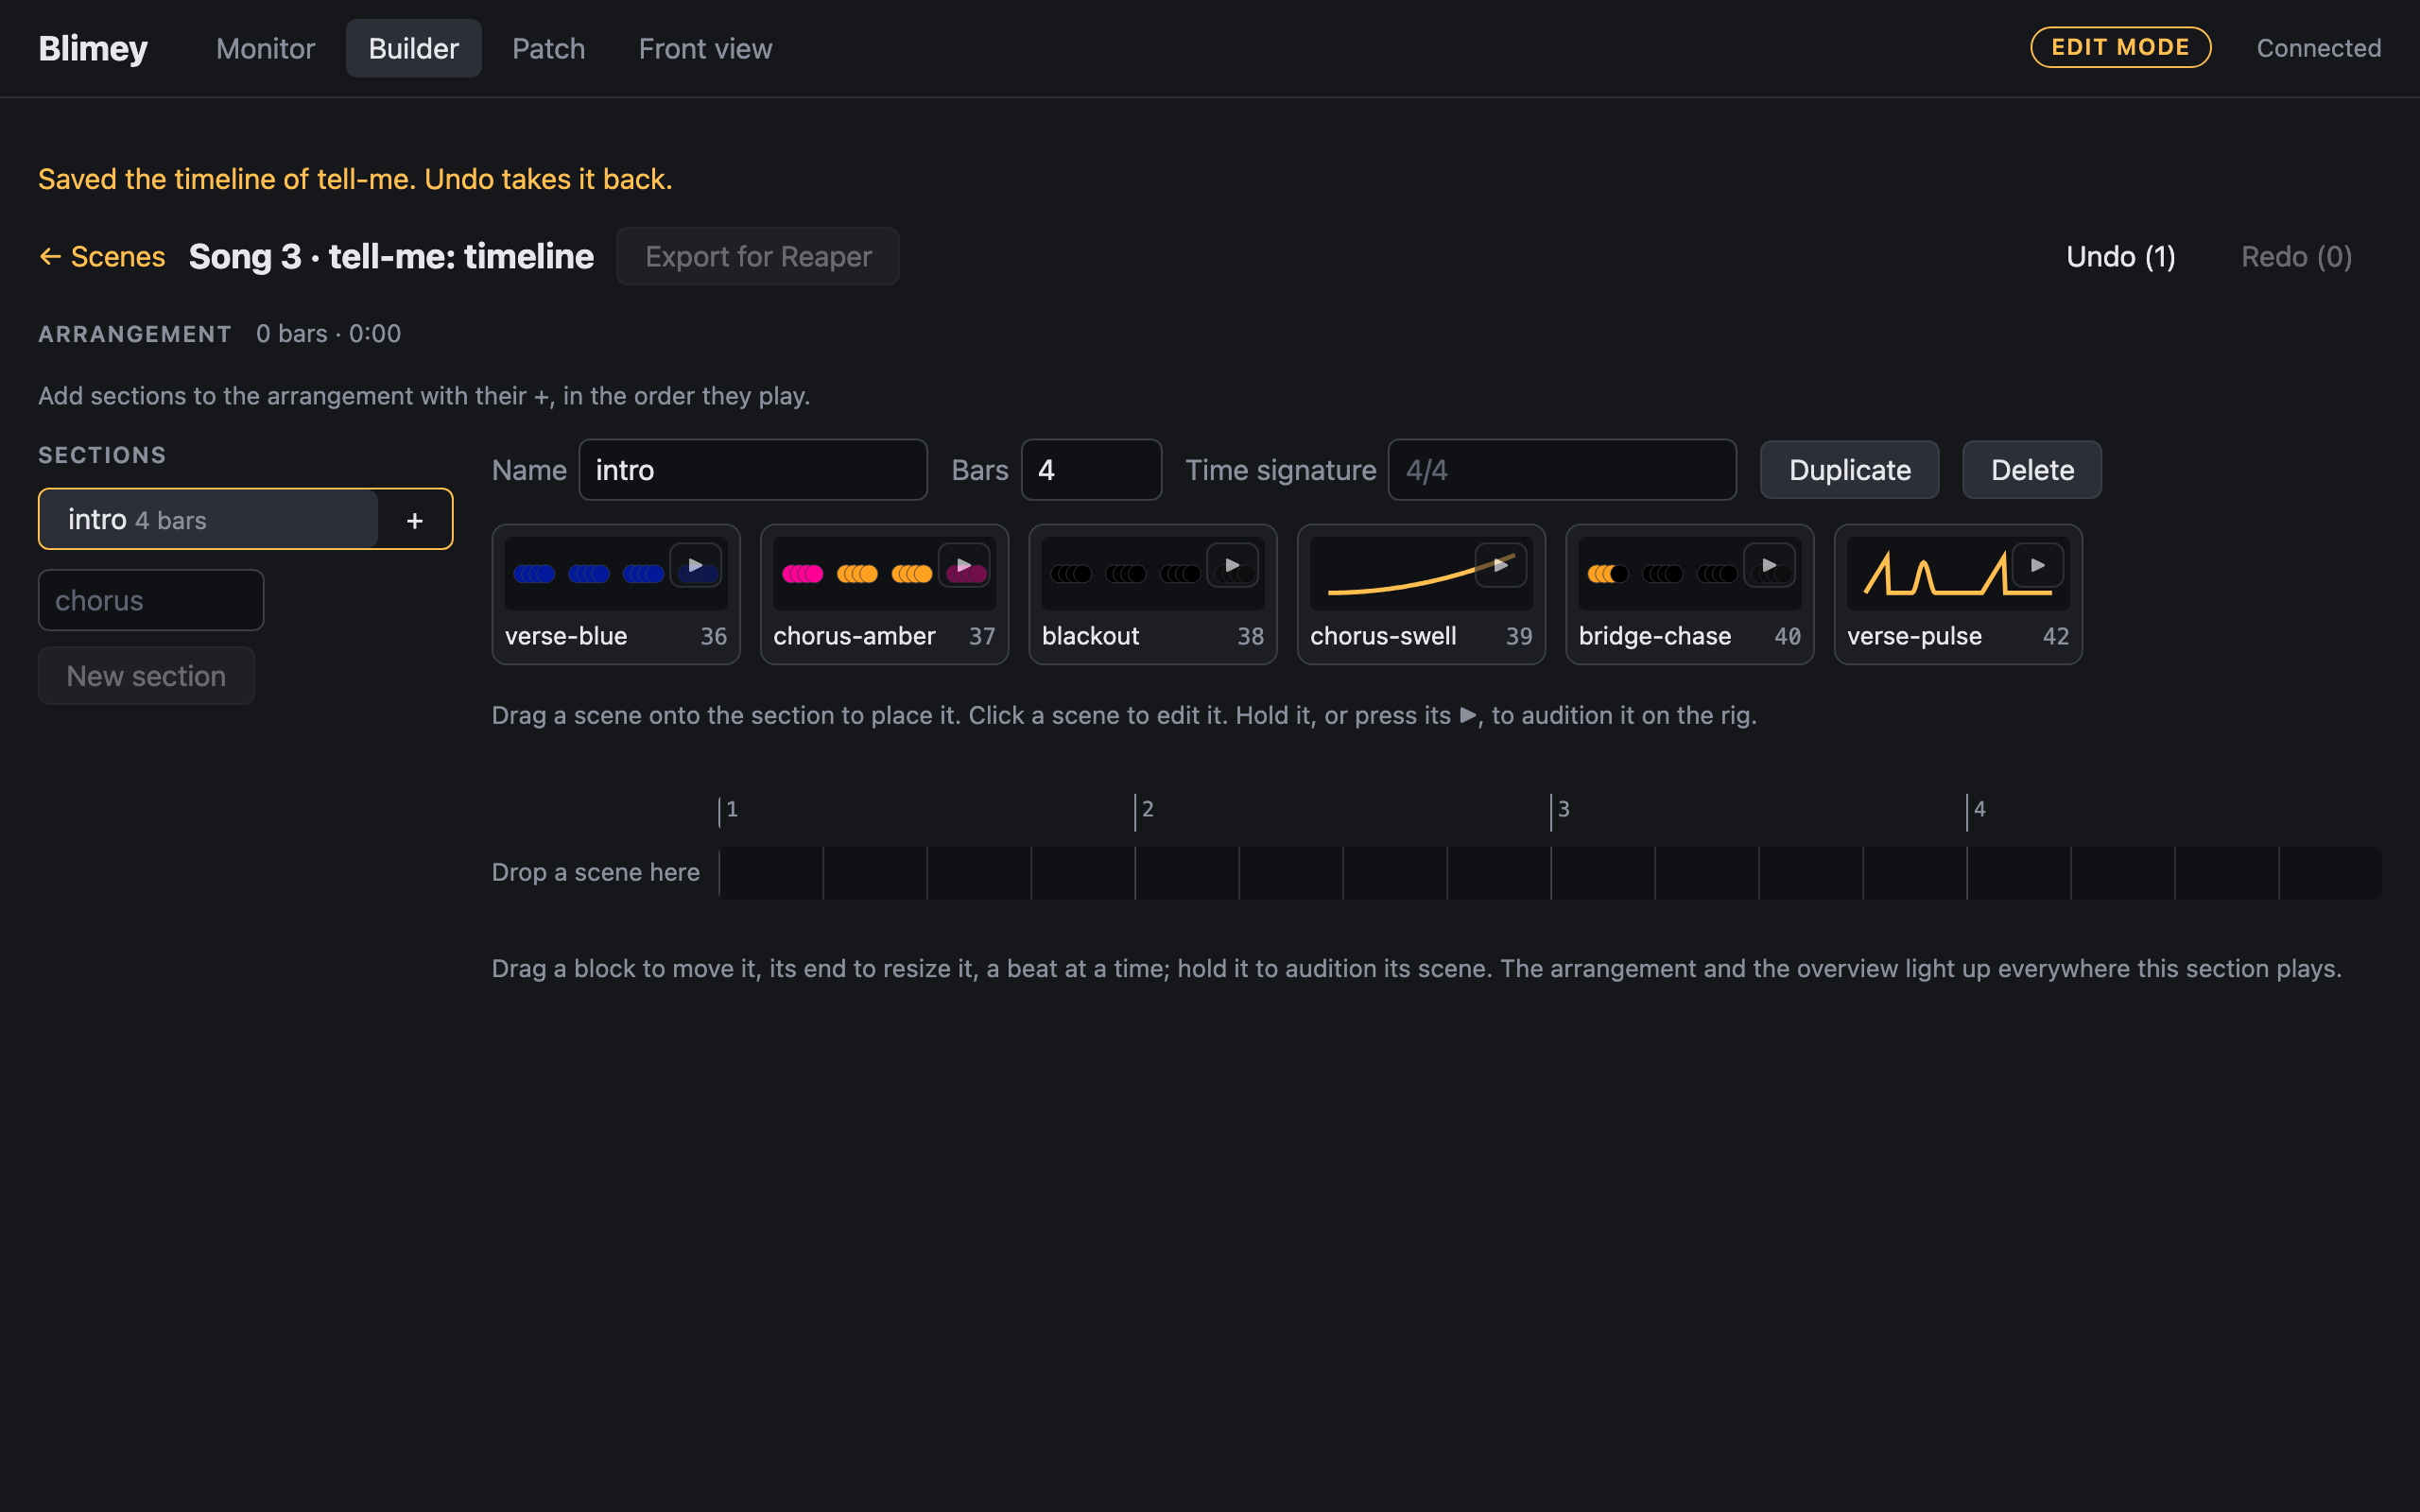 Blimey Monitor Builder Patch Front view EDIT MODE Connected
Saved the timeline of tell-me. Undo takes it back.
← Scenes Song 3 · tell-me: timeline Export for Reaper Undo (1) Redo (0)
ARRANGEMENT 0 bars · 0:00
Add sections to the arrangement with their +, in the order they play.
SECTIONS
intro 4 bars +
chorus
New section
Name intro Bars 4 Time signature 4/4 Duplicate Delete
verse-blue 36 chorus-amber 37 blackout 38 chorus-swell 39 bridge-chase 40 verse-pulse 42
Drag a scene onto the section to place it. Click a scene to edit it. Hold it, or press its ▶, to audition it on the rig.
1 2 3 4
Drop a scene here
Drag a block to move it, its end to resize it, a beat at a time; hold it to audition its scene. The arrangement and the overview light up everywhere this section plays.